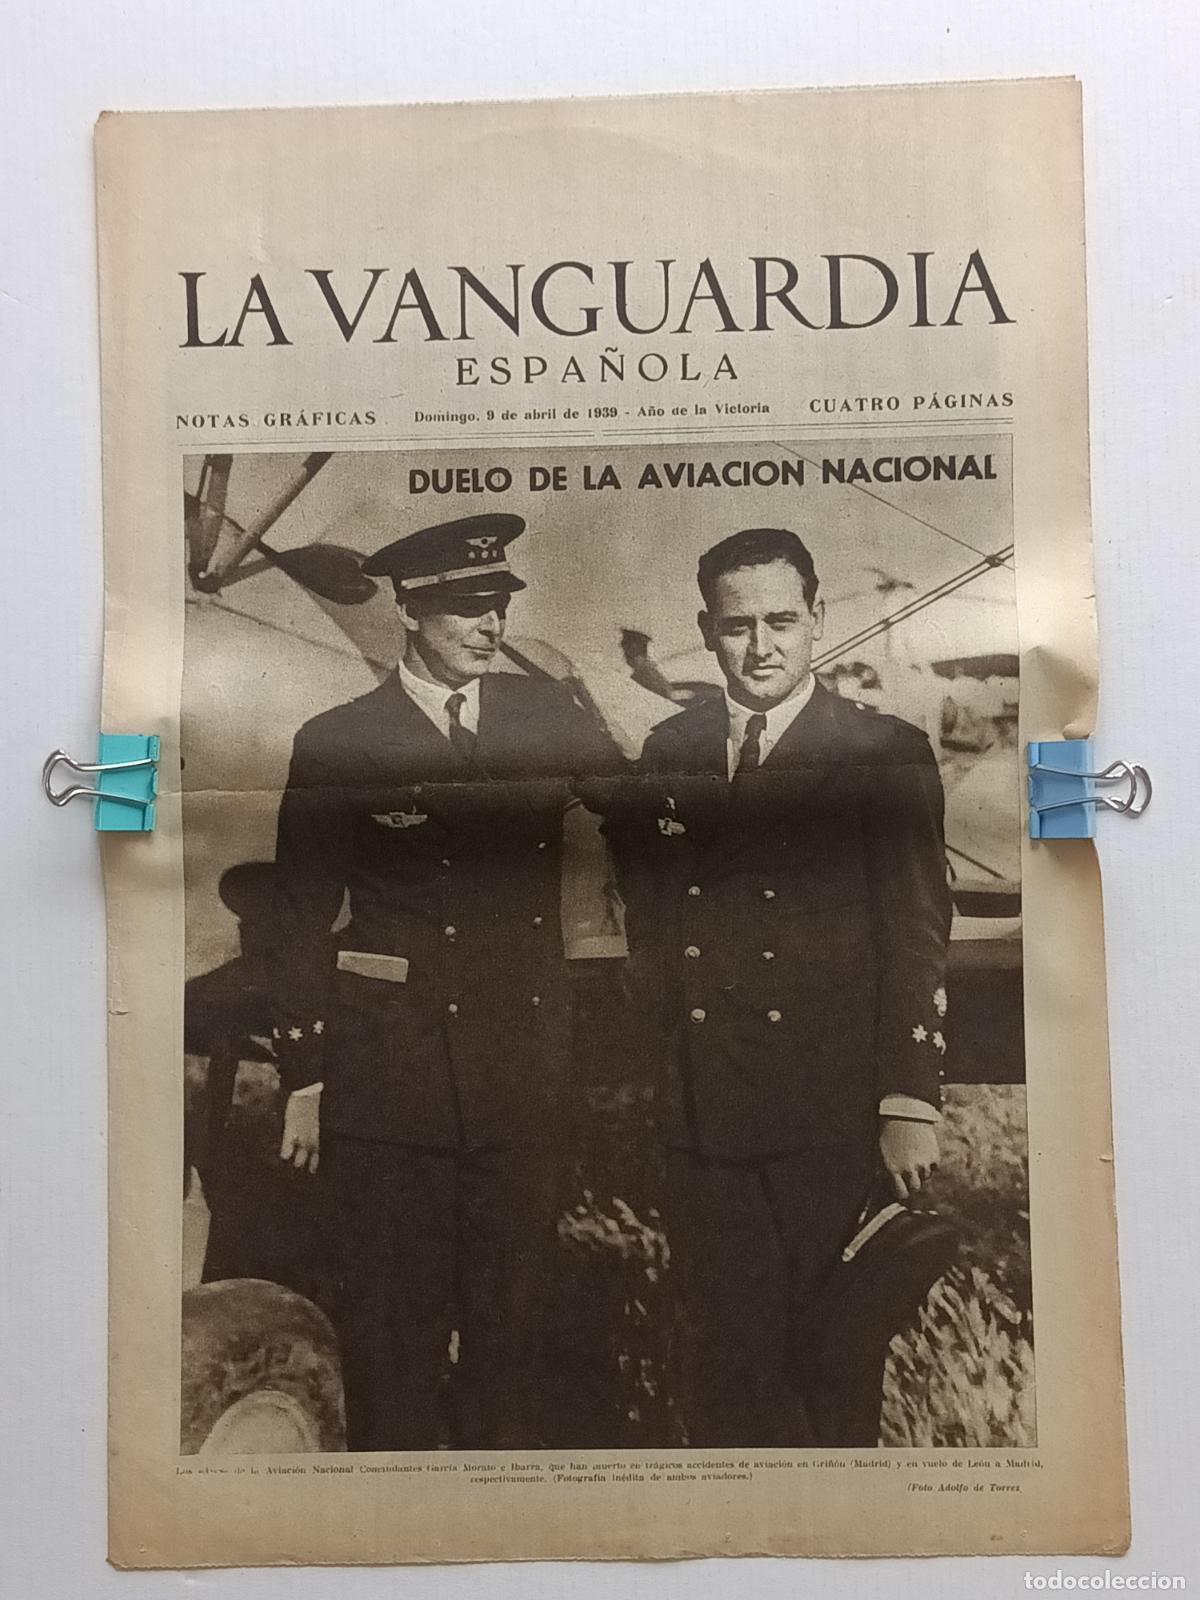 LA VANGUARDIA
ESPAÑOLA
NOTAS GRÁFICAS Domingo. 9 de abril de 1939 - Año de la Victoria CUATRO PÁGINAS
DUELO DE LA AVIACION NACIONAL
Los de la Aviación Nacional Comandantes García Morato e Ibarra, que han muerto en trágicos accidentes de aviación en Griñón (Madrid) y en vuelo de León a Madrid,
respectivamente. (Fotografía inédita de ambos aviadores.)
(Foto Adolfo de Torres
todocoleccion